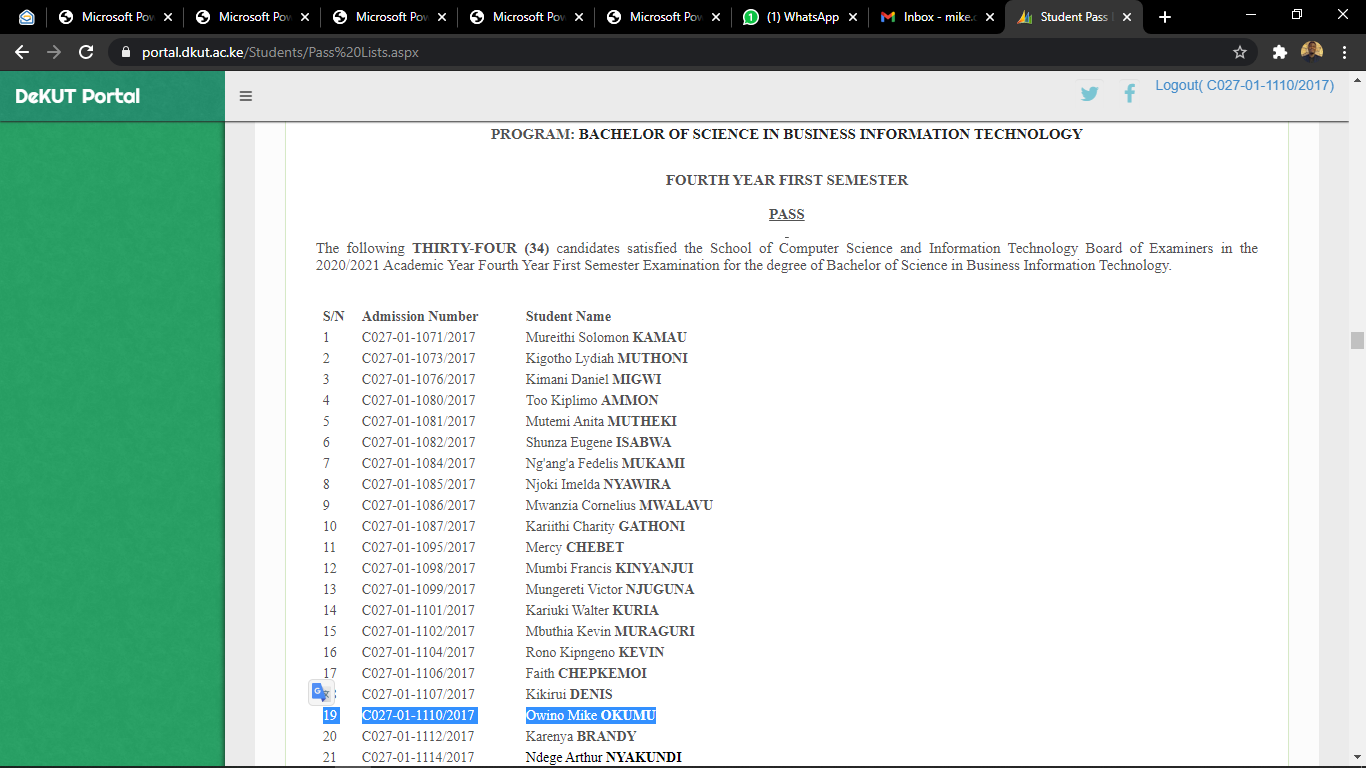 Microsoft Pow
Microsoft Pow
Microsoft Pow
Microsoft Pow
Microsoft Pow
(1) WhatsApp
Inbox - mike.
Student Pass
portal.dkut.ac.ke/Students/Pass%20Lists.aspx
DeKUT Portal
Logout( C027-01-1110/2017)
PROGRAM: BACHELOR OF SCIENCE IN BUSINESS INFORMATION TECHNOLOGY
FOURTH YEAR FIRST SEMESTER
PASS
The following THIRTY-FOUR (34) candidates satisfied the School of Computer Science and Information Technology Board of Examiners in the
2020/2021 Academic Year Fourth Year First Semester Examination for the degree of Bachelor of Science in Business Information Technology.
S/N Admission Number Student Name
1 C027-01-1071/2017 Mureithi Solomon KAMAU
2 C027-01-1073/2017 Kigotho Lydiah MUTHONI
3 C027-01-1076/2017 Kimani Daniel MIGWI
4 C027-01-1080/2017 Too Kiplimo AMMON
5 C027-01-1081/2017 Mutemi Anita MUTHEKI
6 C027-01-1082/2017 Shunza Eugene ISABWA
7 C027-01-1084/2017 Ng'ang'a Fedelis MUKAMI
8 C027-01-1085/2017 Njoki Imelda NYAWIRA
9 C027-01-1086/2017 Mwanzia Cornelius MWALAVU
10 C027-01-1087/2017 Kariithi Charity GATHONI
11 C027-01-1095/2017 Mercy CHEBET
12 C027-01-1098/2017 Mumbi Francis KINYANJUI
13 C027-01-1099/2017 Mungereti Victor NJUGUNA
14 C027-01-1101/2017 Kariuki Walter KURIA
15 C027-01-1102/2017 Mbuthia Kevin MURAGURI
16 C027-01-1104/2017 Rono Kipngeno KEVIN
17 C027-01-1106/2017 Faith CHEPKEMOI
C027-01-1107/2017 Kikirui DENIS
19 C027-01-1110/2017 Owino Mike OKUMU
20 C027-01-1112/2017 Karenya BRANDY
21 C027-01-1114/2017 Ndege Arthur NYAKUNDI